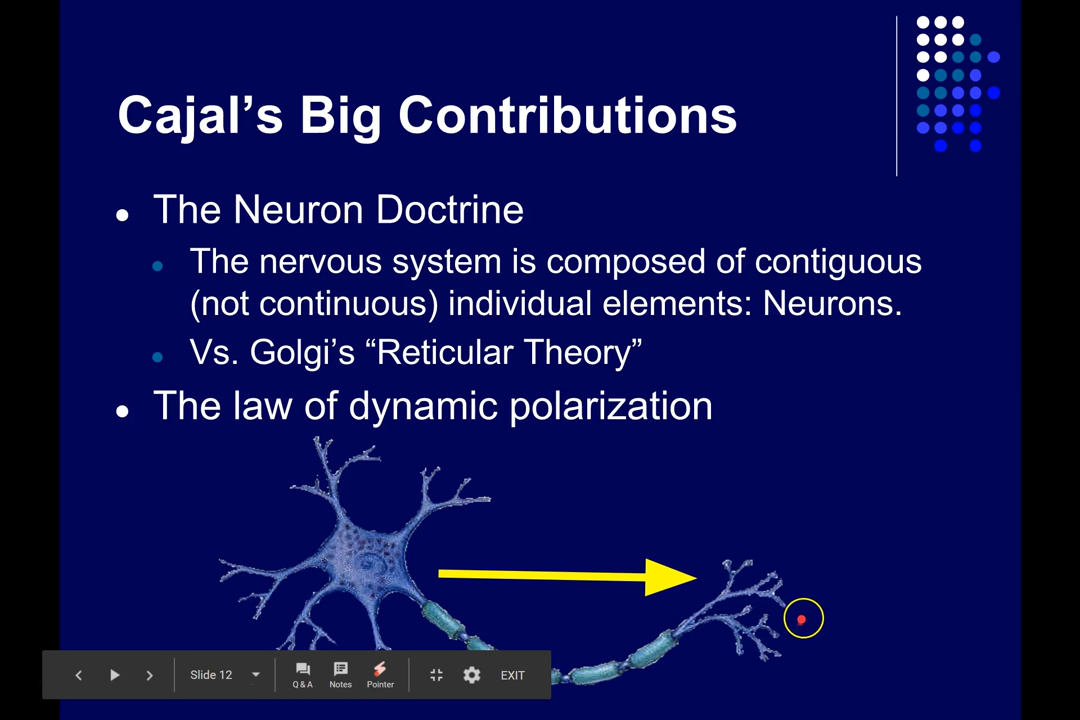 Cajal’s Big Contributions
The Neuron Doctrine
The nervous system is composed of contiguous
(not continuous) individual elements: Neurons.
Vs. Golgi’s “Reticular Theory”
The law of dynamic polarization
Slide 12
Q & A
Notes
Pointer
EXIT